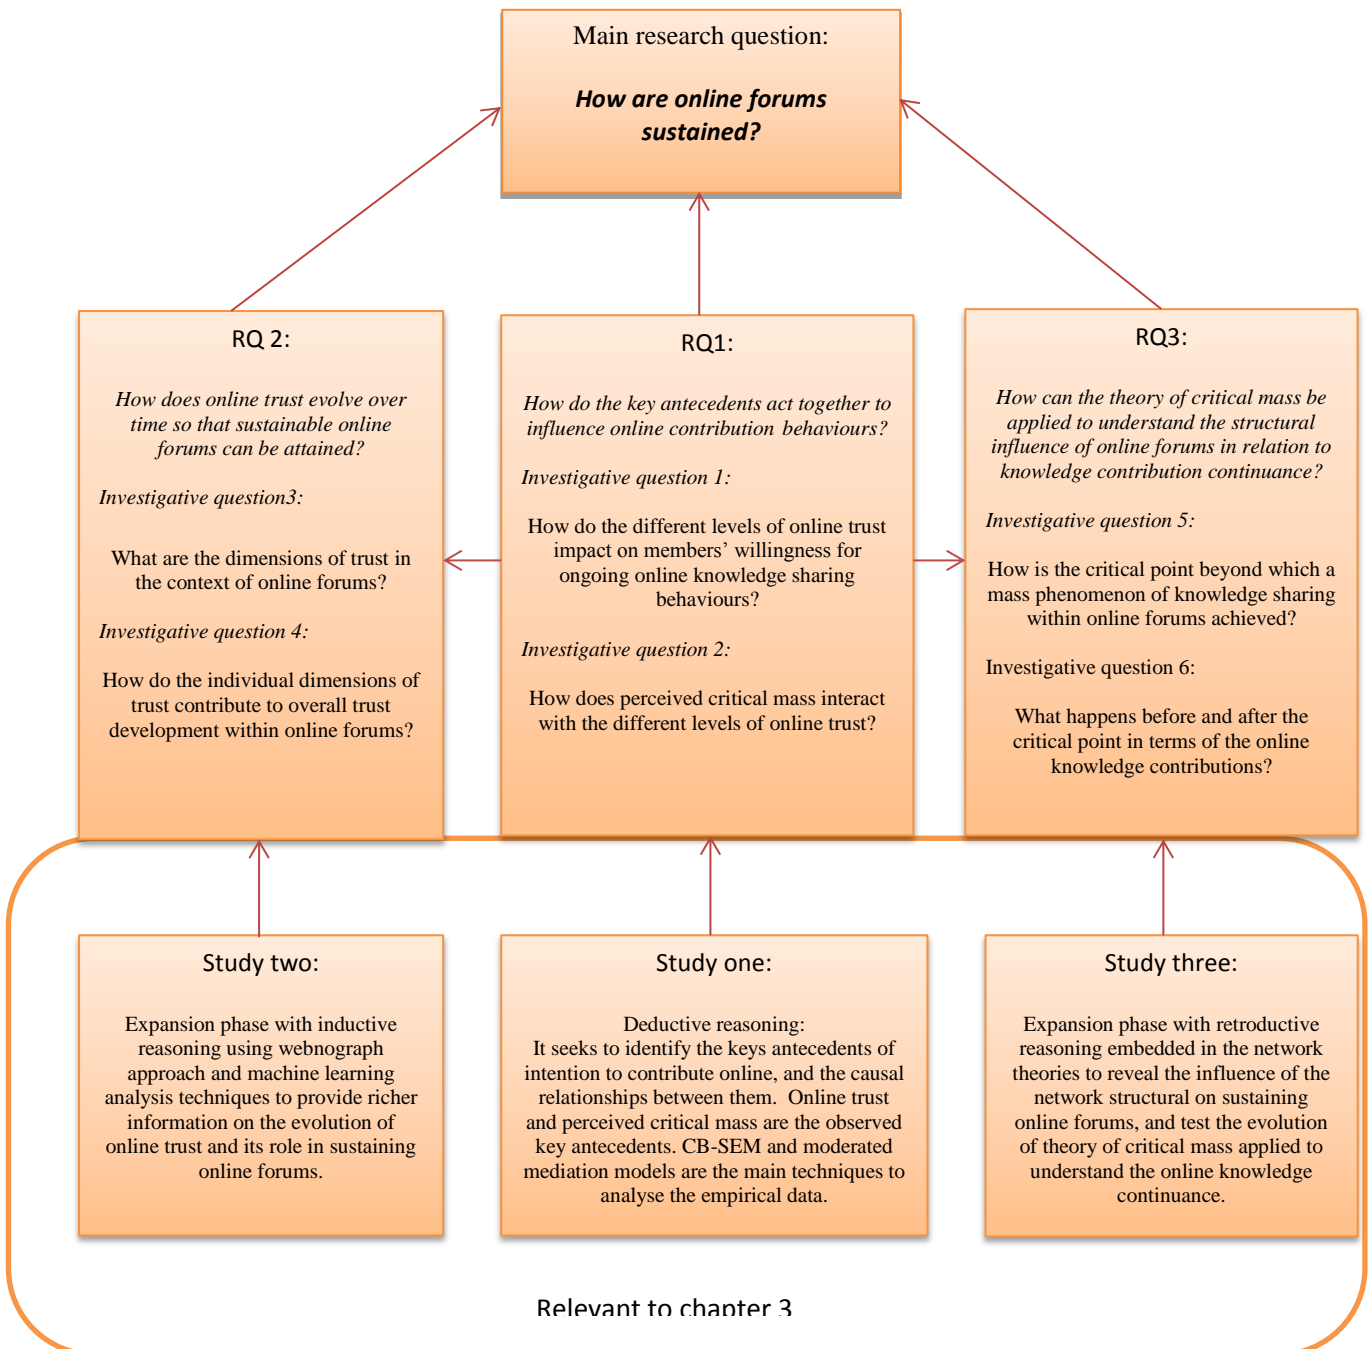 Main research question:
How are online forums
sustained?
RQ 2:
How does online trust evolve over
time so that sustainable online
forums can be attained?
Investigative question3:
What are the dimensions of trust in
the context of online forums?
Investigative question 4:
How do the individual dimensions of
trust contribute to overall trust
development within online forums?
RQ1:
How do the key antecedents act together to
influence online contribution behaviours?
Investigative question 1:
How do the different levels of online trust
impact on members’ willingness for
ongoing online knowledge sharing
behaviours?
Investigative question 2:
How does perceived critical mass interact
with the different levels of online trust?
RQ3:
How can the theory of critical mass be
applied to understand the structural
influence of online forums in relation to
knowledge contribution continuance?
Investigative question 5:
How is the critical point beyond which a
mass phenomenon of knowledge sharing
within online forums achieved?
Investigative question 6:
What happens before and after the
critical point in terms of the online
knowledge contributions?
Study two:
Expansion phase with inductive
reasoning using webnograph
approach and machine learning
analysis techniques to provide richer
information on the evolution of
online trust and its role in sustaining
online forums.
Study one:
Deductive reasoning:
It seeks to identify the keys antecedents of
intention to contribute online, and the causal
relationships between them.  Online trust
and perceived critical mass are the observed
key antecedents. CB-SEM and moderated
mediation models are the main techniques to
analyse the empirical data.
Study three:
Expansion phase with retroductive
reasoning embedded in the network
theories to reveal the influence of the
network structural on sustaining
online forums, and test the evolution
of theory of critical mass applied to
understand the online knowledge
continuance.
Relevant to chapter 3